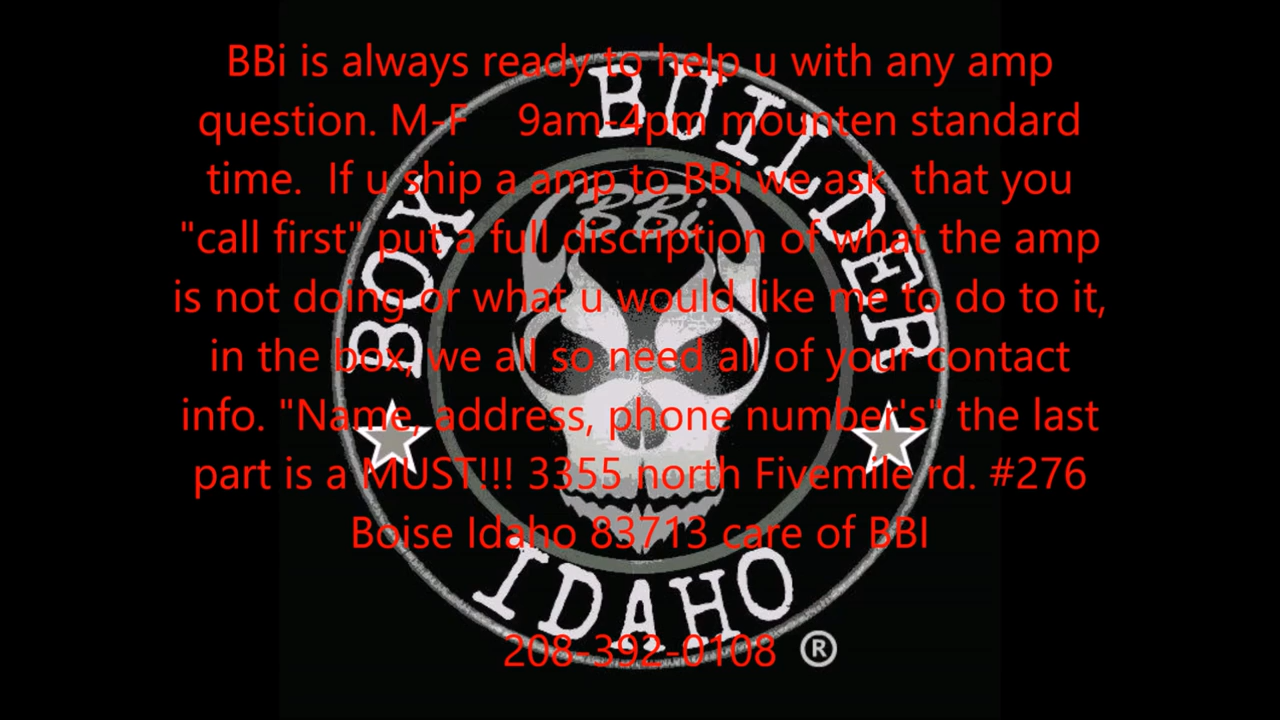 BBi is always ready to help u with any amp
question. M-F 9am-4pm mounten standard
time. If u ship a amp to BBi we ask that you
"call first" put a full discription of what the amp
is not doing or what u would like me to do to it,
in the box, we all so need all of your contact
info. "Name, address, phone number's" the last
part is a MUST!!! 3355 north Fivemile rd. #276
Boise Idaho 83713 care of BBI
208-392-0108 ®
BOX BUILDER
BBi
IDAHO